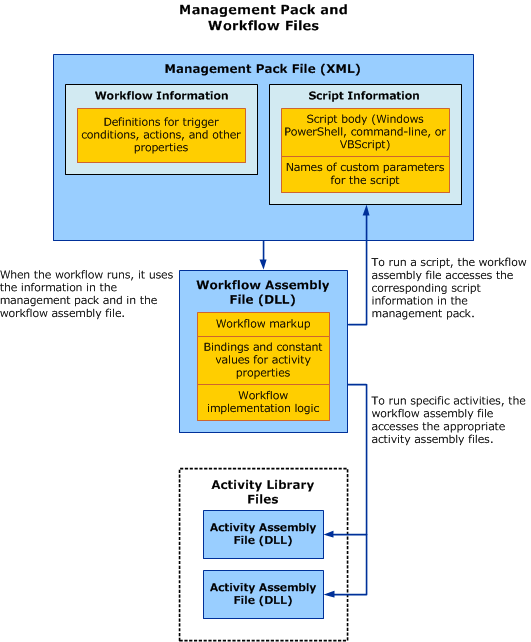 Management Pack and
Workflow Files
Management Pack File (XML)
Workflow Information
Definitions for trigger
conditions, actions, and other
properties
Script Information
Script body (Windows
PowerShell, command-line, or
VBScript)
Names of custom parameters
for the script
When the workflow runs, it uses
the information in the
management pack and in the
workflow assembly file.
To run a script, the workflow
assembly file accesses the
corresponding script
information in the
management pack.
Workflow Assembly
File (DLL)
Workflow markup
Bindings and constant
values for activity
properties
Workflow
implementation logic
To run specific activities, the
workflow assembly file
accesses the appropriate
activity assembly files.
Activity Library
Files
Activity Assembly
File (DLL)
Activity Assembly
File (DLL)